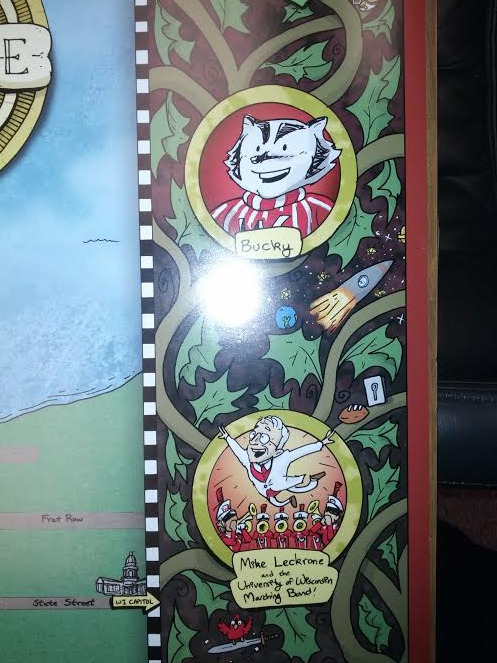 E
Bucky
Frat Row
Mike Leckrone
and the
University of Wisconsin
Marching Band!
State Street
WI CAPITOL